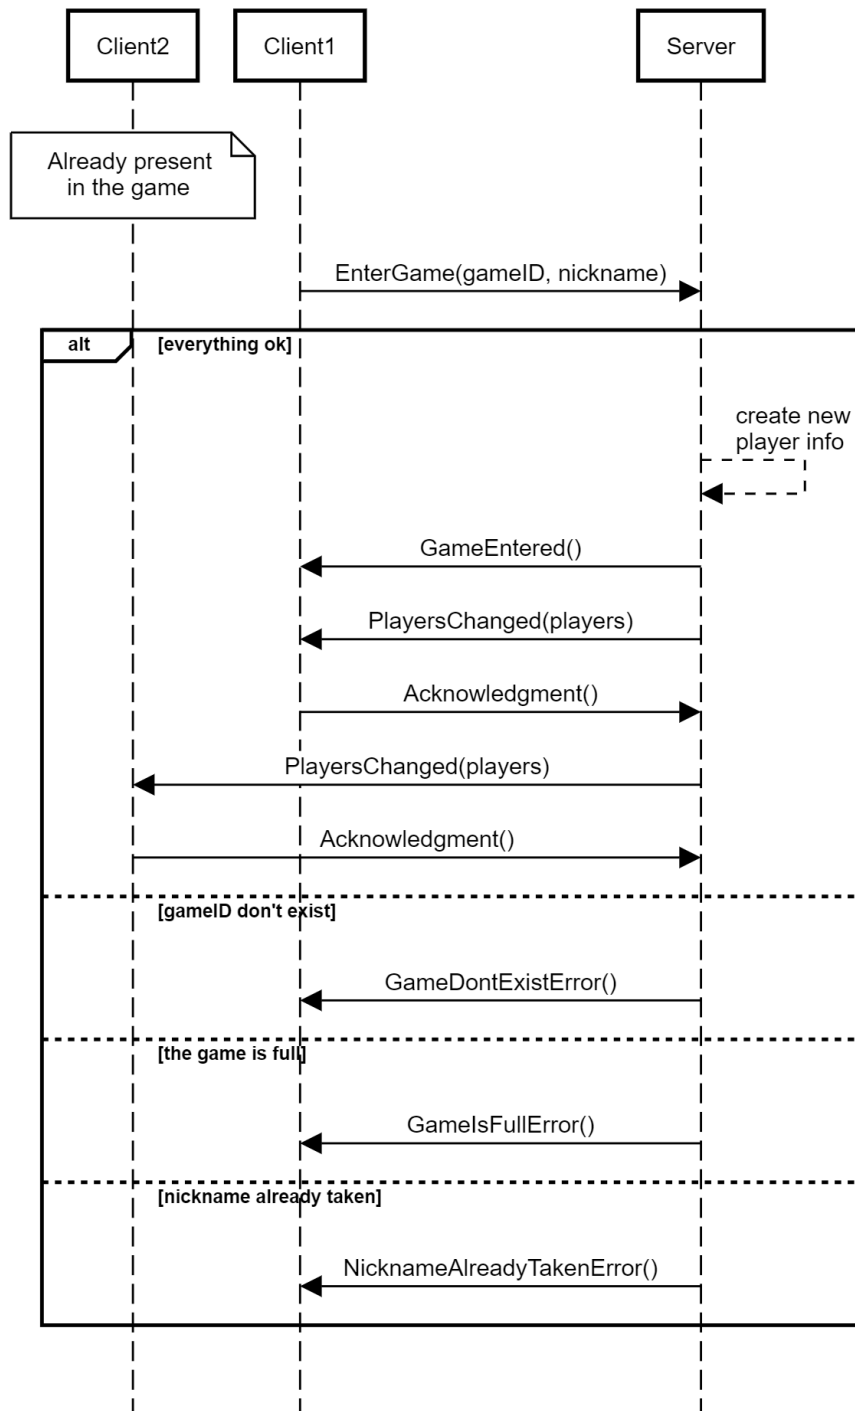 Client2
Client1
Server
Already present
in the game
EnterGame(gameID, nickname)
alt
[everything ok]
create new
player info
GameEntered()
PlayersChanged(players)
Acknowledgment()
PlayersChanged(players)
Acknowledgment()
[gameID don't exist]
GameDontExistError()
[the game is full]
GameIsFullError()
[nickname already taken]
NicknameAlreadyTakenError()